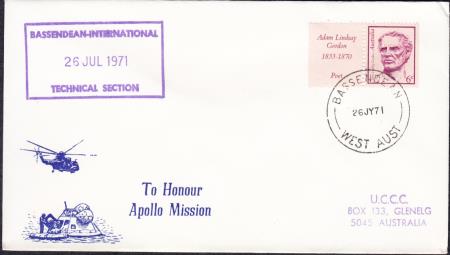 BASSENDEAN-INTERNATIONAL
26 JUL 1971
TECHNICAL SECTION
Adam Lindsay
Gordon
1833-1870
Poet
Australia
6c
BASSENDEAN
26JY71
WEST AUST
To Honour
Apollo Mission
U.C.C.C.
BOX 133, GLENELG
5045 AUSTRALIA